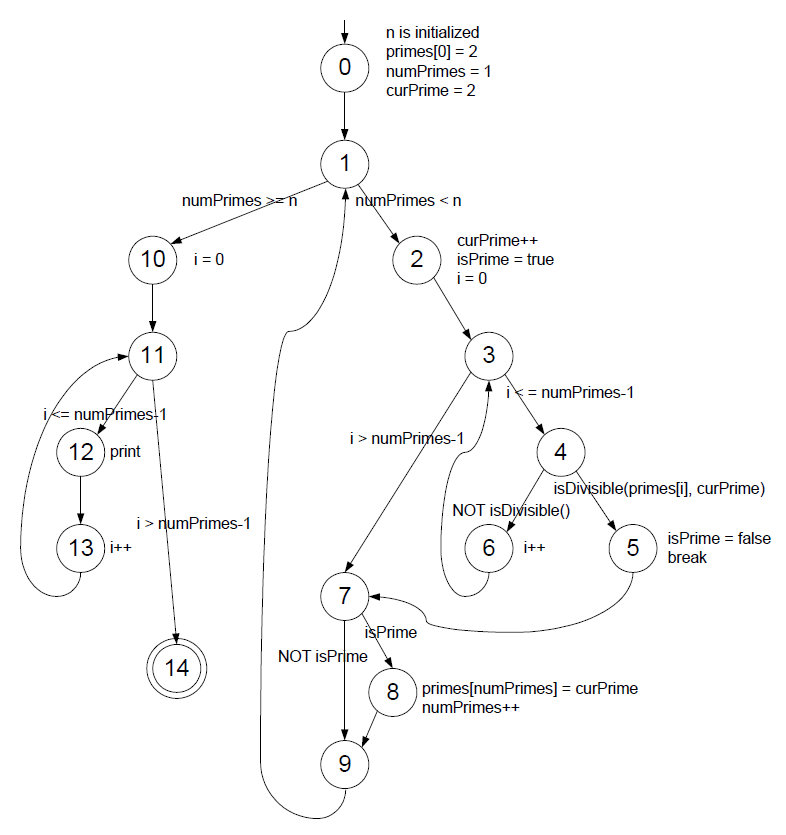 n is initialized
primes[0] = 2
numPrimes = 1
curPrime = 2
0
1
numPrimes >= n
numPrimes < n
10
i = 0
2
curPrime++
isPrime = true
i = 0
11
3
i <= numPrimes-1
i < = numPrimes-1
12
print
i > numPrimes-1
4
isDivisible(primes[i], curPrime)
NOT isDivisible()
i > numPrimes-1
13
i++
6
i++
5
isPrime = false
break
7
isPrime
NOT isPrime
14
8
primes[numPrimes] = curPrime
numPrimes++
9